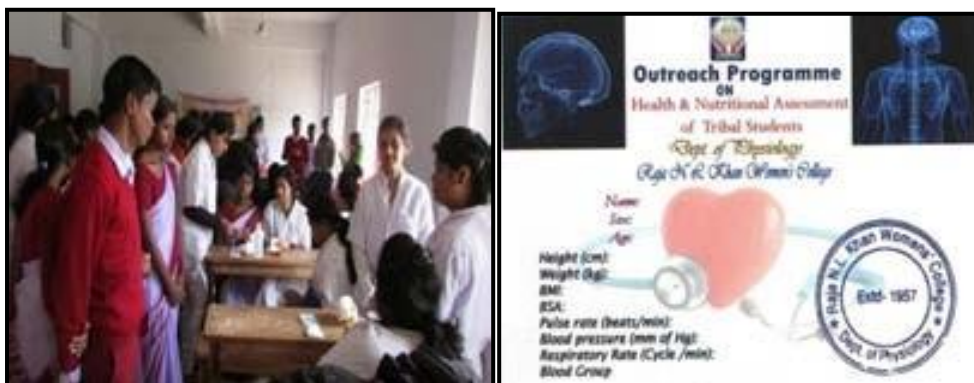 Outreach Programme
ON
Health & Nutritional Assessment
of Tribal Students
Dept. of Physiology
Raja N. L. Khan Women's College
Name:
Sex:
Age:
Height (cm):
Weight (kg):
BMI:
BSA:
Pulse rate (beats/min):
Blood pressure (mm of Hg):
Respiratory Rate (Cycle /min):
Blood Group
Raja N.L. Khan Womens' College
Estd- 1957
Dept. of Physiology